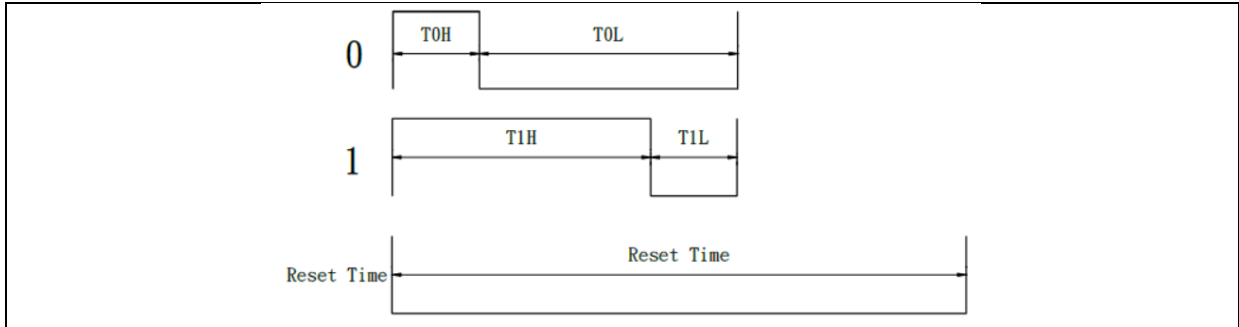 T0H T0L
0
T1H T1L
1
Reset Time
Reset Time